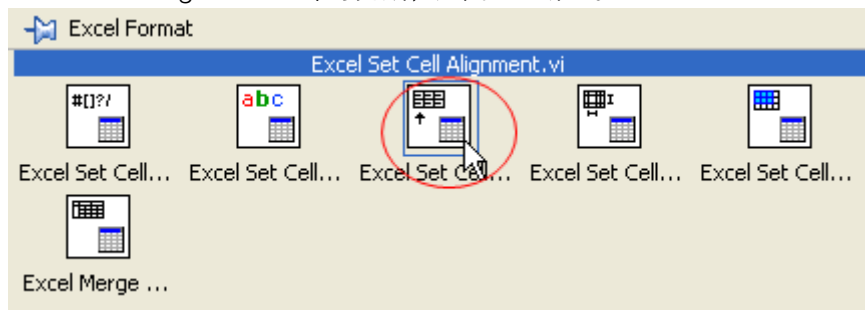 Excel Format
Excel Set Cell Alignment.vi
#[]?/ abc
Excel Set Cell... Excel Set Cell... Excel Set Cell... Excel Set Cell... Excel Set Cell...
Excel Merge ...